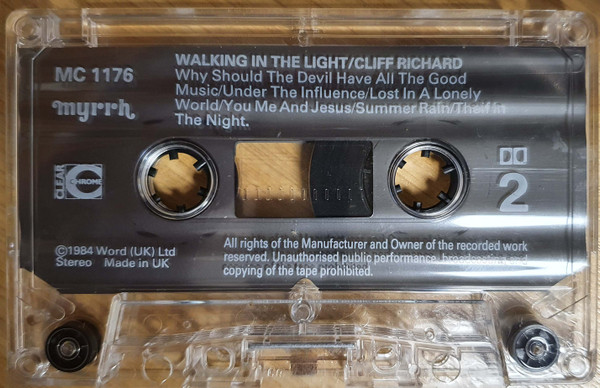 WALKING IN THE LIGHT/CLIFF RICHARD
MC 1176
Why Should The Devil Have All The Good
Music/Under The Influence/Lost In A Lonely
World/You Me And Jesus/Summer Rain/Theif In
The Night.
myrrh
CLEAR
CHROME
2
©1984 Word (UK) Ltd
Stereo Made in UK
All rights of the Manufacturer and Owner of the recorded work
reserved. Unauthorised public performance, broadcasting and
copying of the tape prohibited.